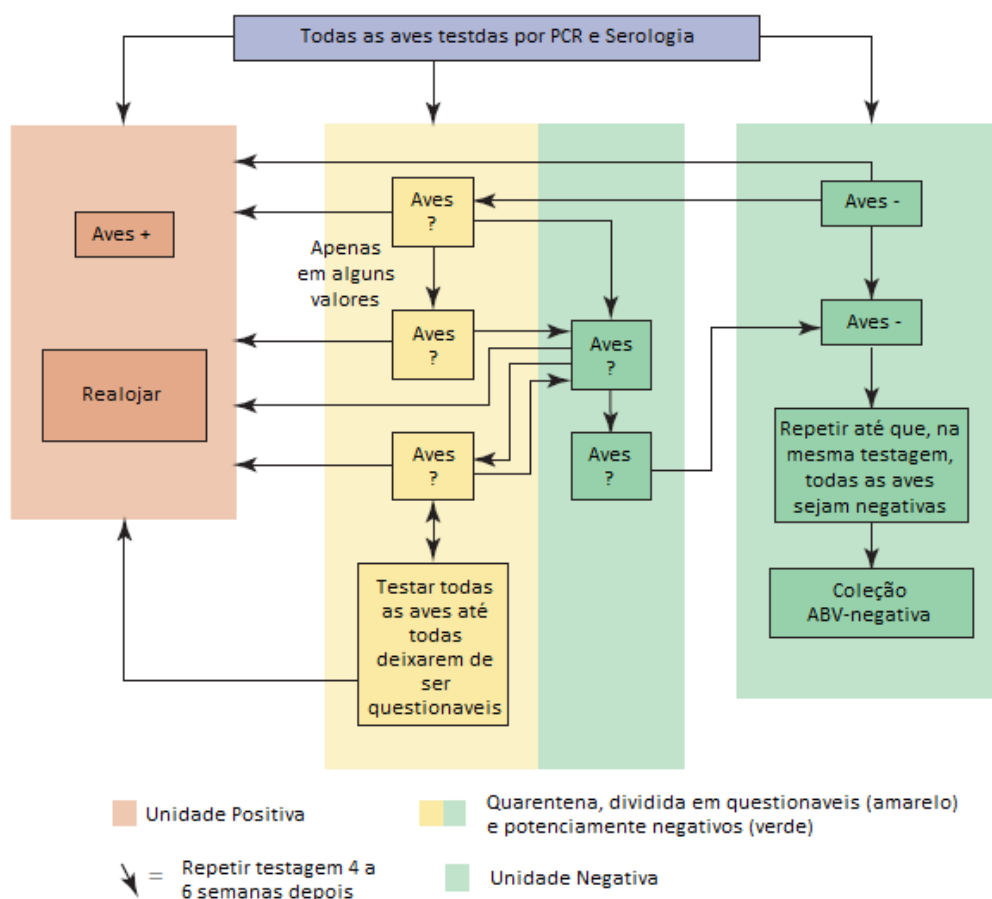 Todas as aves testdas por PCR e Serologia
Aves +
Realojar
Aves
?
Apenas
em alguns
valores
Aves
?
Aves
?
Testar todas
as aves até
todas
deixarem de
ser
questionaveis
Aves
?
Aves
?
Aves -
Aves -
Repetir até que, na
mesma testagem,
todas as aves
sejam negativas
Coleção
ABV-negativa
Unidade Positiva
Quarentena, dividida em questionaveis (amarelo)
e potenciamente negativos (verde)
= Repetir testagem 4 a
6 semanas depois
Unidade Negativa